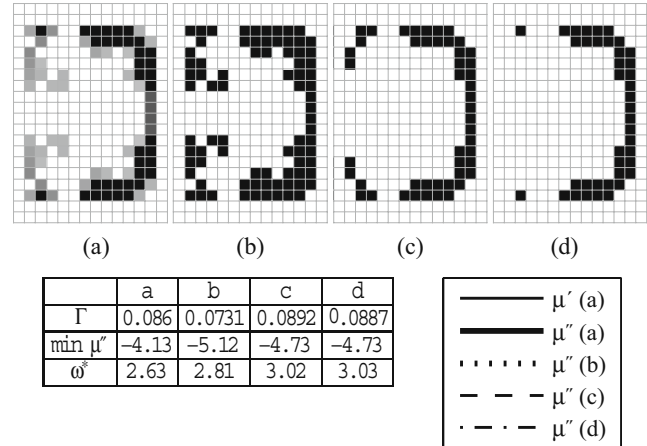 (a) (b) (c) (d)
a b c d
Γ 0.086 0.0731 0.0892 0.0887
min μ″ −4.13 −5.12 −4.73 −4.73
ω* 2.63 2.81 3.02 3.03
μ′ (a)
μ″ (a)
μ″ (b)
μ″ (c)
μ″ (d)